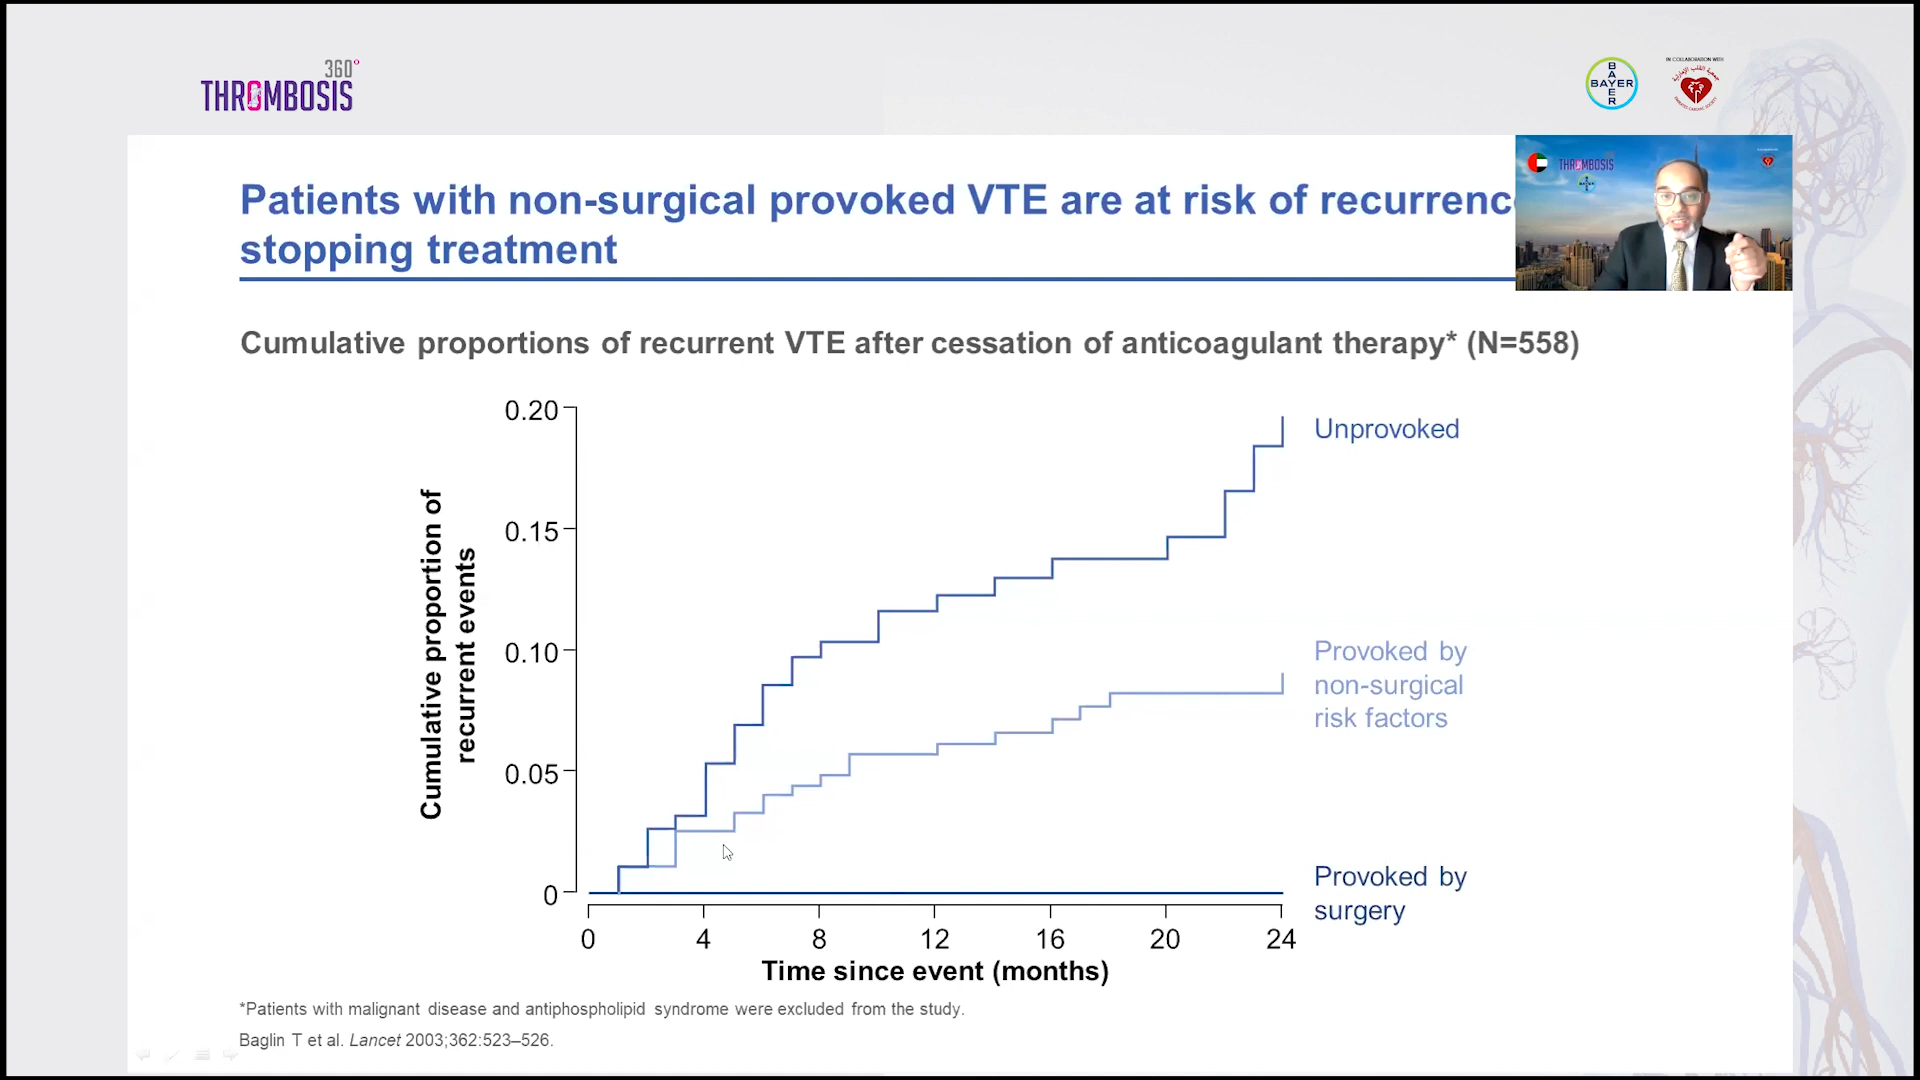 360°
THROMBOSIS
BAYER
BAYER
IN COLLABORATION WITH
THROMBOSIS
Patients with non-surgical provoked VTE are at risk of recurrenc
stopping treatment
Cumulative proportions of recurrent VTE after cessation of anticoagulant therapy* (N=558)
Cumulative proportion of
recurrent events
0.20
0.15
0.10
0.05
0
Unprovoked
Provoked by
non-surgical
risk factors
Provoked by
surgery
0 4 8 12 16 20 24
Time since event (months)
*Patients with malignant disease and antiphospholipid syndrome were excluded from the study.
Baglin T et al. Lancet 2003;362:523–526.